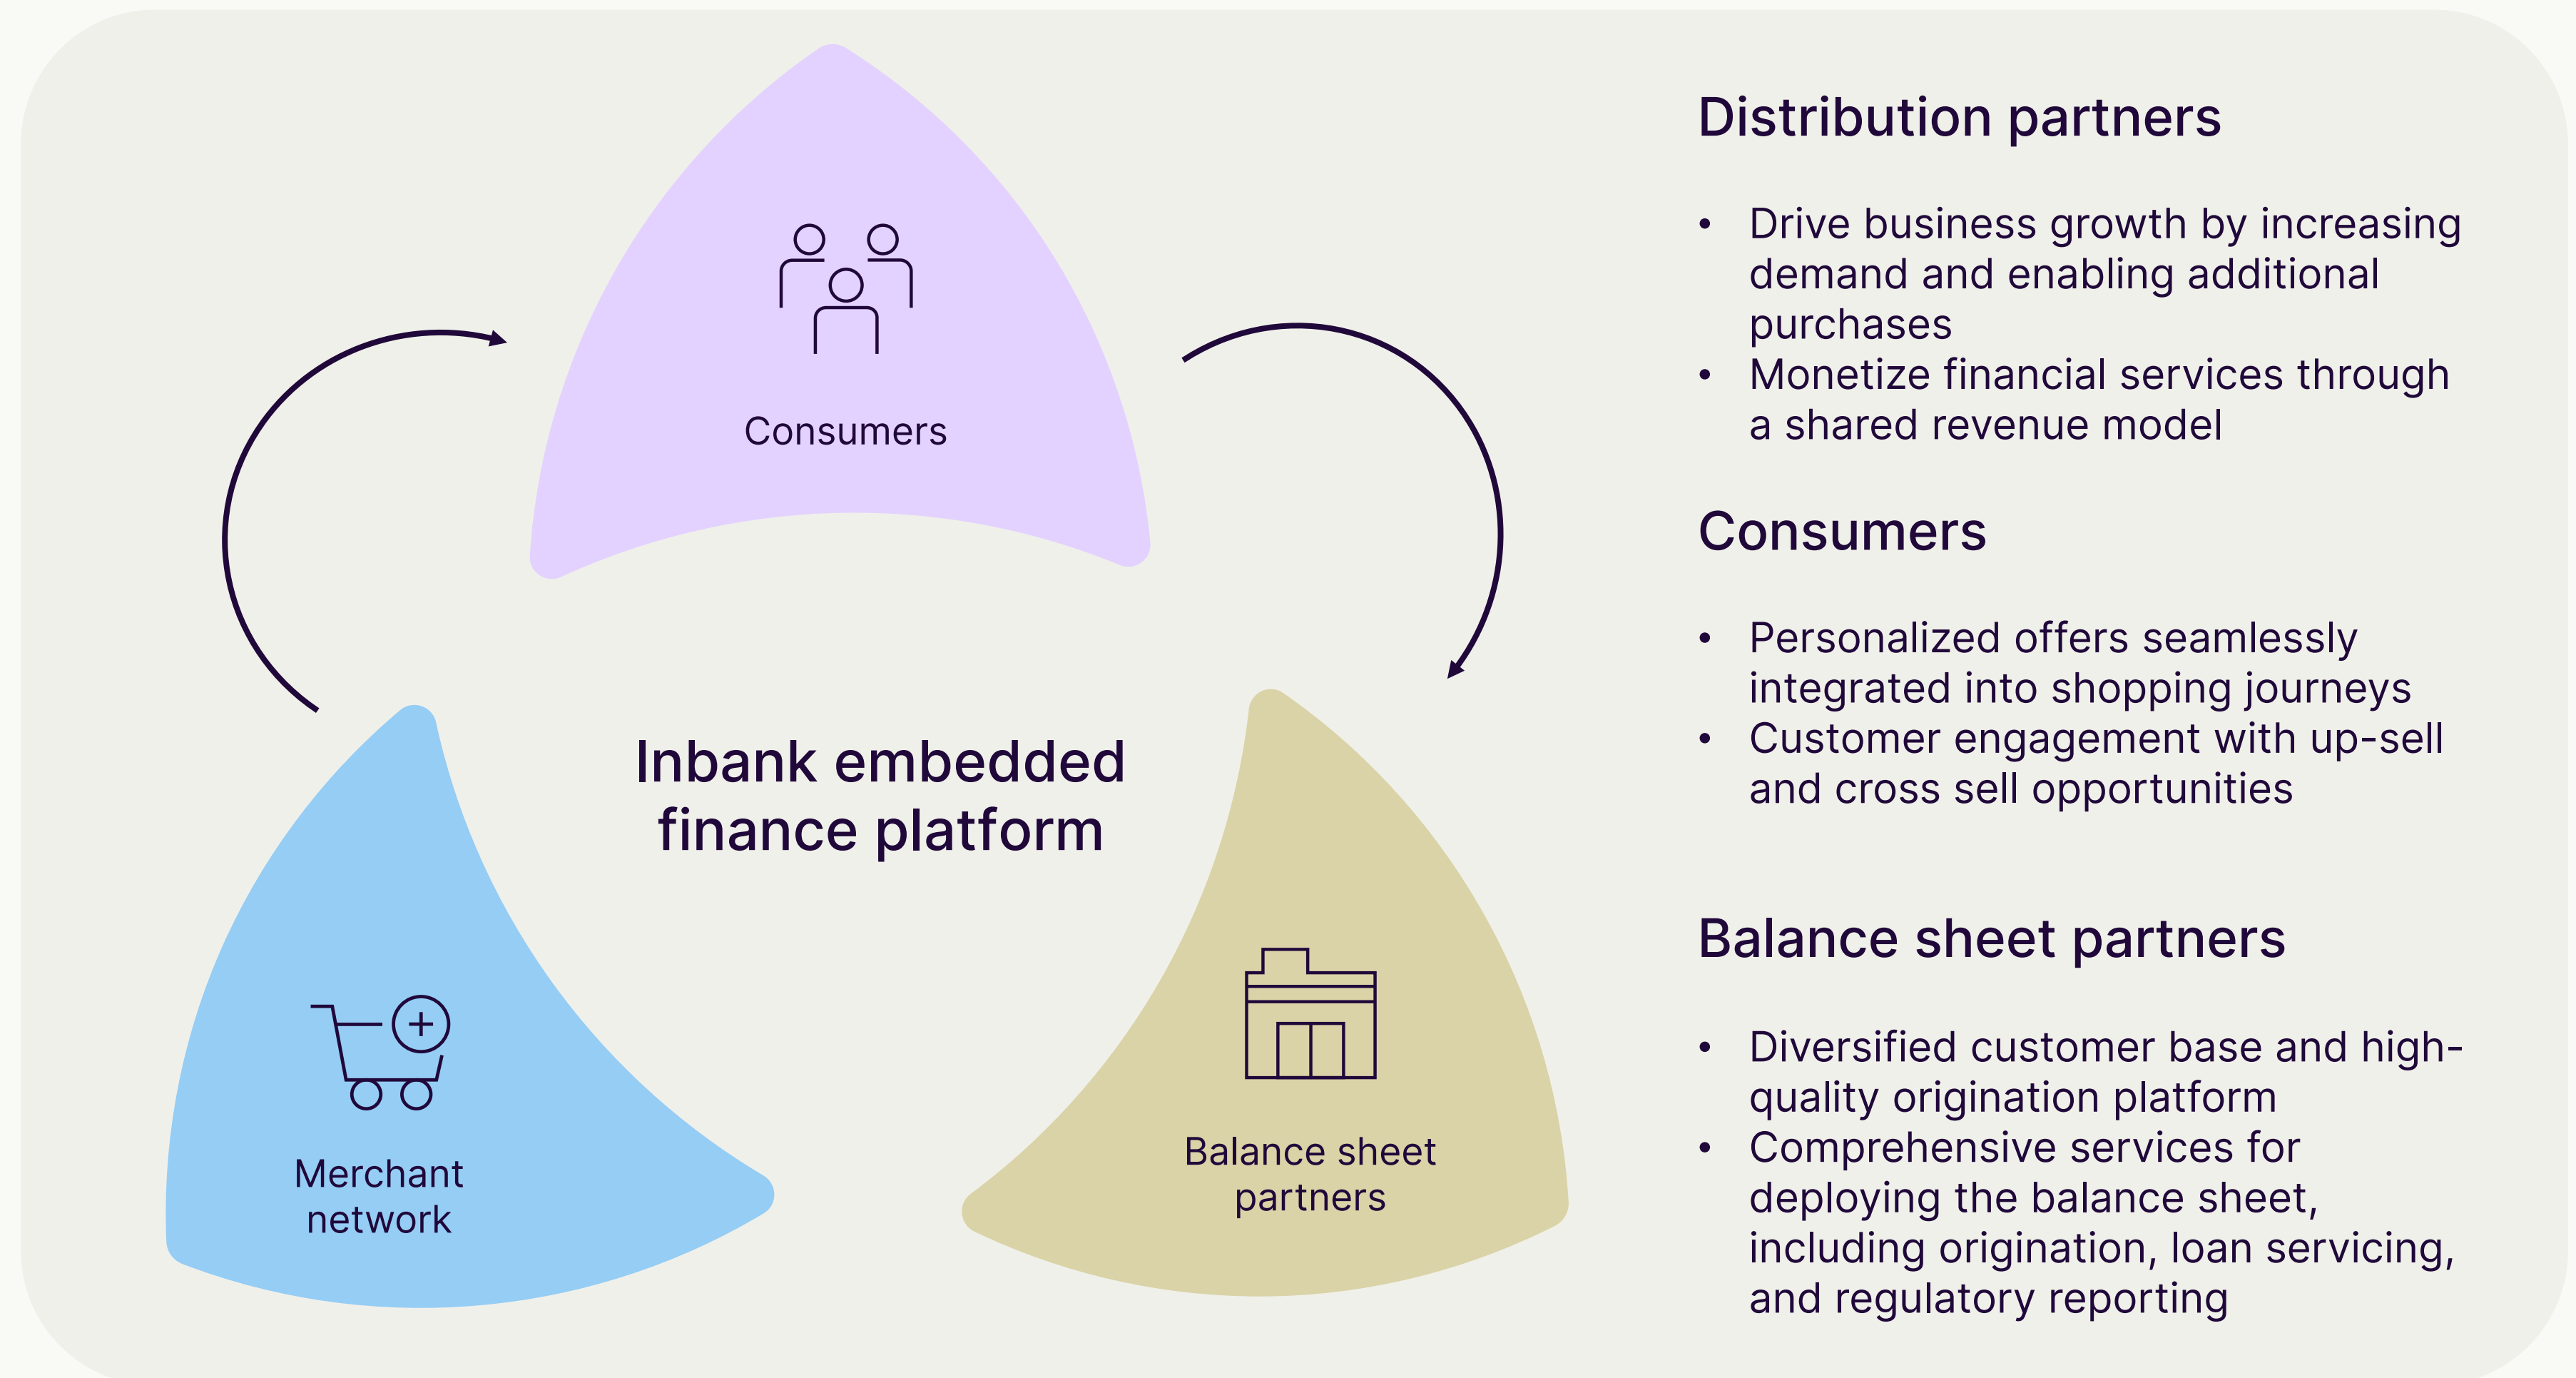 Consumers
Inbank embedded
finance platform
Merchant
network
Balance sheet
partners
Distribution partners
• Drive business growth by increasing
demand and enabling additional
purchases
• Monetize financial services through
a shared revenue model
Consumers
• Personalized offers seamlessly
integrated into shopping journeys
• Customer engagement with up-sell
and cross sell opportunities
Balance sheet partners
• Diversified customer base and high-
quality origination platform
• Comprehensive services for
deploying the balance sheet,
including origination, loan servicing,
and regulatory reporting